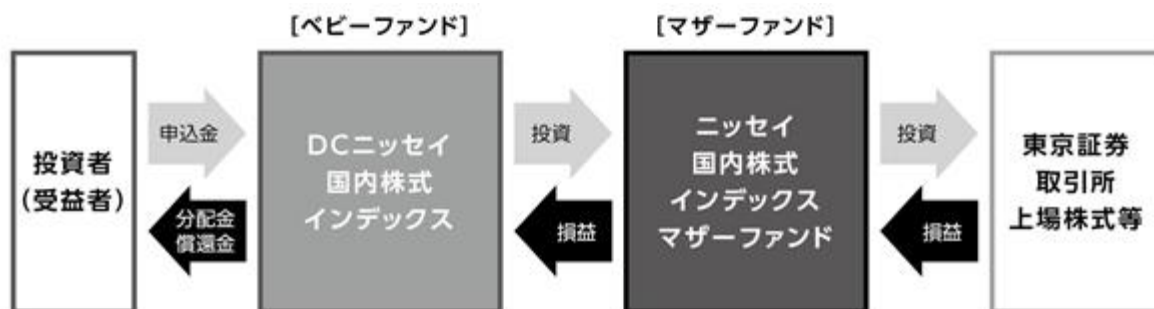 [ベビーファンド]
[マザーファンド]
投資者
(受益者)
申込金
分配金
償還金
DCニッセイ
国内株式
インデックス
投資
損益
ニッセイ
国内株式
インデックス
マザーファンド
投資
損益
東京証券
取引所
上場株式等